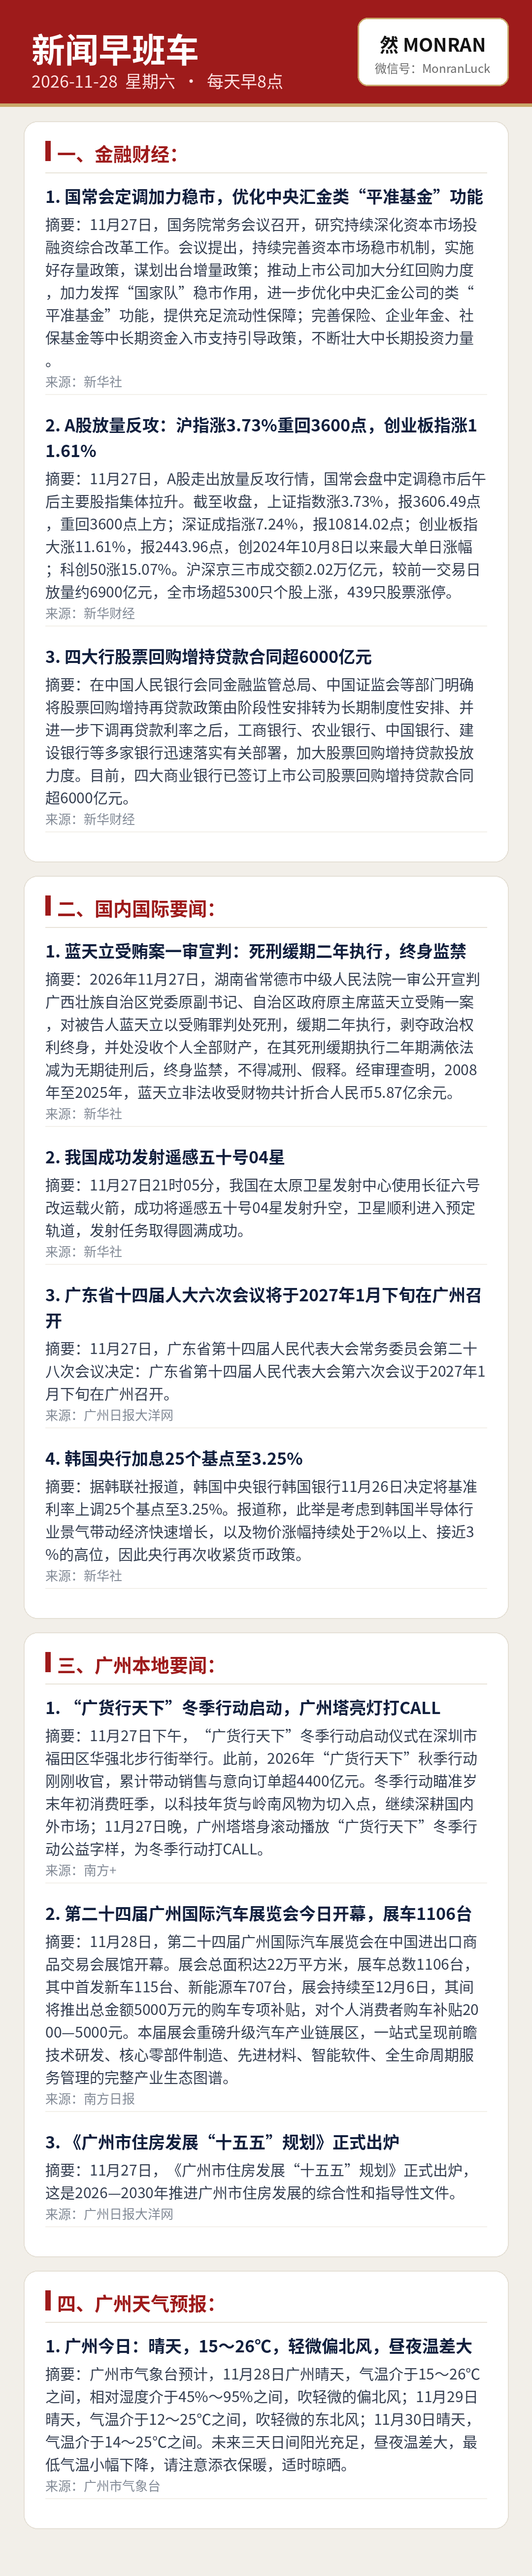 新闻早班车
2026-11-28 星期六 · 每天早8点
然 MONRAN
微信号：MonranLuck
一、金融财经：
1. 国常会定调加力稳市，优化中央汇金类“平准基金”功能
摘要：11月27日，国务院常务会议召开，研究持续深化资本市场投
融资综合改革工作。会议提出，持续完善资本市场稳市机制，实施
好存量政策，谋划出台增量政策；推动上市公司加大分红回购力度
，加力发挥“国家队”稳市作用，进一步优化中央汇金公司的类“
平准基金”功能，提供充足流动性保障；完善保险、企业年金、社
保基金等中长期资金入市支持引导政策，不断壮大中长期投资力量
。
来源：新华社
2. A股放量反攻：沪指涨3.73%重回3600点，创业板指涨1
1.61%
摘要：11月27日，A股走出放量反攻行情，国常会盘中定调稳市后午
后主要股指集体拉升。截至收盘，上证指数涨3.73%，报3606.49点
，重回3600点上方；深证成指涨7.24%，报10814.02点；创业板指
大涨11.61%，报2443.96点，创2024年10月8日以来最大单日涨幅
；科创50涨15.07%。沪深京三市成交额2.02万亿元，较前一交易日
放量约6900亿元，全市场超5300只个股上涨，439只股票涨停。
来源：新华财经
3. 四大行股票回购增持贷款合同超6000亿元
摘要：在中国人民银行会同金融监管总局、中国证监会等部门明确
将股票回购增持再贷款政策由阶段性安排转为长期制度性安排、并
进一步下调再贷款利率之后，工商银行、农业银行、中国银行、建
设银行等多家银行迅速落实有关部署，加大股票回购增持贷款投放
力度。目前，四大商业银行已签订上市公司股票回购增持贷款合同
超6000亿元。
来源：新华财经
二、国内国际要闻：
1. 蓝天立受贿案一审宣判：死刑缓期二年执行，终身监禁
摘要：2026年11月27日，湖南省常德市中级人民法院一审公开宣判
广西壮族自治区党委原副书记、自治区政府原主席蓝天立受贿一案
，对被告人蓝天立以受贿罪判处死刑，缓期二年执行，剥夺政治权
利终身，并处没收个人全部财产，在其死刑缓期执行二年期满依法
减为无期徒刑后，终身监禁，不得减刑、假释。经审理查明，2008
年至2025年，蓝天立非法收受财物共计折合人民币5.87亿余元。
来源：新华社
2. 我国成功发射遥感五十号04星
摘要：11月27日21时05分，我国在太原卫星发射中心使用长征六号
改运载火箭，成功将遥感五十号04星发射升空，卫星顺利进入预定
轨道，发射任务取得圆满成功。
来源：新华社
3. 广东省十四届人大六次会议将于2027年1月下旬在广州召
开
摘要：11月27日，广东省第十四届人民代表大会常务委员会第二十
八次会议决定：广东省第十四届人民代表大会第六次会议于2027年1
月下旬在广州召开。
来源：广州日报大洋网
4. 韩国央行加息25个基点至3.25%
摘要：据韩联社报道，韩国中央银行韩国银行11月26日决定将基准
利率上调25个基点至3.25%。报道称，此举是考虑到韩国半导体行
业景气带动经济快速增长，以及物价涨幅持续处于2%以上、接近3
%的高位，因此央行再次收紧货币政策。
来源：新华社
三、广州本地要闻：
1. “广货行天下”冬季行动启动，广州塔亮灯打CALL
摘要：11月27日下午，“广货行天下”冬季行动启动仪式在深圳市
福田区华强北步行街举行。此前，2026年“广货行天下”秋季行动
刚刚收官，累计带动销售与意向订单超4400亿元。冬季行动瞄准岁
末年初消费旺季，以科技年货与岭南风物为切入点，继续深耕国内
外市场；11月27日晚，广州塔塔身滚动播放“广货行天下”冬季行
动公益字样，为冬季行动打CALL。
来源：南方+
2. 第二十四届广州国际汽车展览会今日开幕，展车1106台
摘要：11月28日，第二十四届广州国际汽车展览会在中国进出口商
品交易会展馆开幕。展会总面积达22万平方米，展车总数1106台，
其中首发新车115台、新能源车707台，展会持续至12月6日，其间
将推出总金额5000万元的购车专项补贴，对个人消费者购车补贴20
00—5000元。本届展会重磅升级汽车产业链展区，一站式呈现前瞻
技术研发、核心零部件制造、先进材料、智能软件、全生命周期服
务管理的完整产业生态图谱。
来源：南方日报
3. 《广州市住房发展“十五五”规划》正式出炉
摘要：11月27日，《广州市住房发展“十五五”规划》正式出炉，
这是2026—2030年推进广州市住房发展的综合性和指导性文件。
来源：广州日报大洋网
四、广州天气预报：
1. 广州今日：晴天，15～26℃，轻微偏北风，昼夜温差大
摘要：广州市气象台预计，11月28日广州晴天，气温介于15～26℃
之间，相对湿度介于45%～95%之间，吹轻微的偏北风；11月29日
晴天，气温介于12～25℃之间，吹轻微的东北风；11月30日晴天，
气温介于14～25℃之间。未来三天日间阳光充足，昼夜温差大，最
低气温小幅下降，请注意添衣保暖，适时晾晒。
来源：广州市气象台